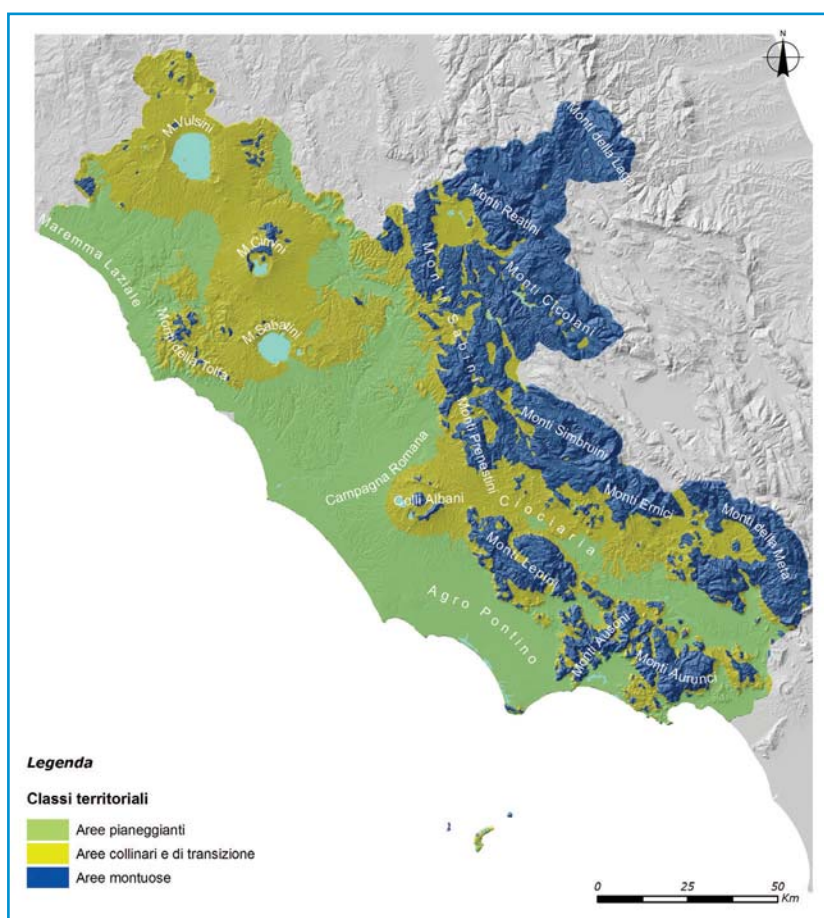 N
Monti della Laga
M. Vulsini
Monti Reatini
Maremma Laziale
M. Cimini
Monti Sabini
Monti Cicolani
M. Sabatini
Monti della Tolfa
Monti Simbruini
Monti Prenestini
Campagna Romana
Colli Albani
Ciociaria
Monti Ernici
Monti della Meta
Monti Lepini
Agro Pontino
Monti Ausoni
Monti Aurunci
Legenda
Classi territoriali
Aree pianeggianti
Aree collinari e di transizione
Aree montuose
0 25 50
Km